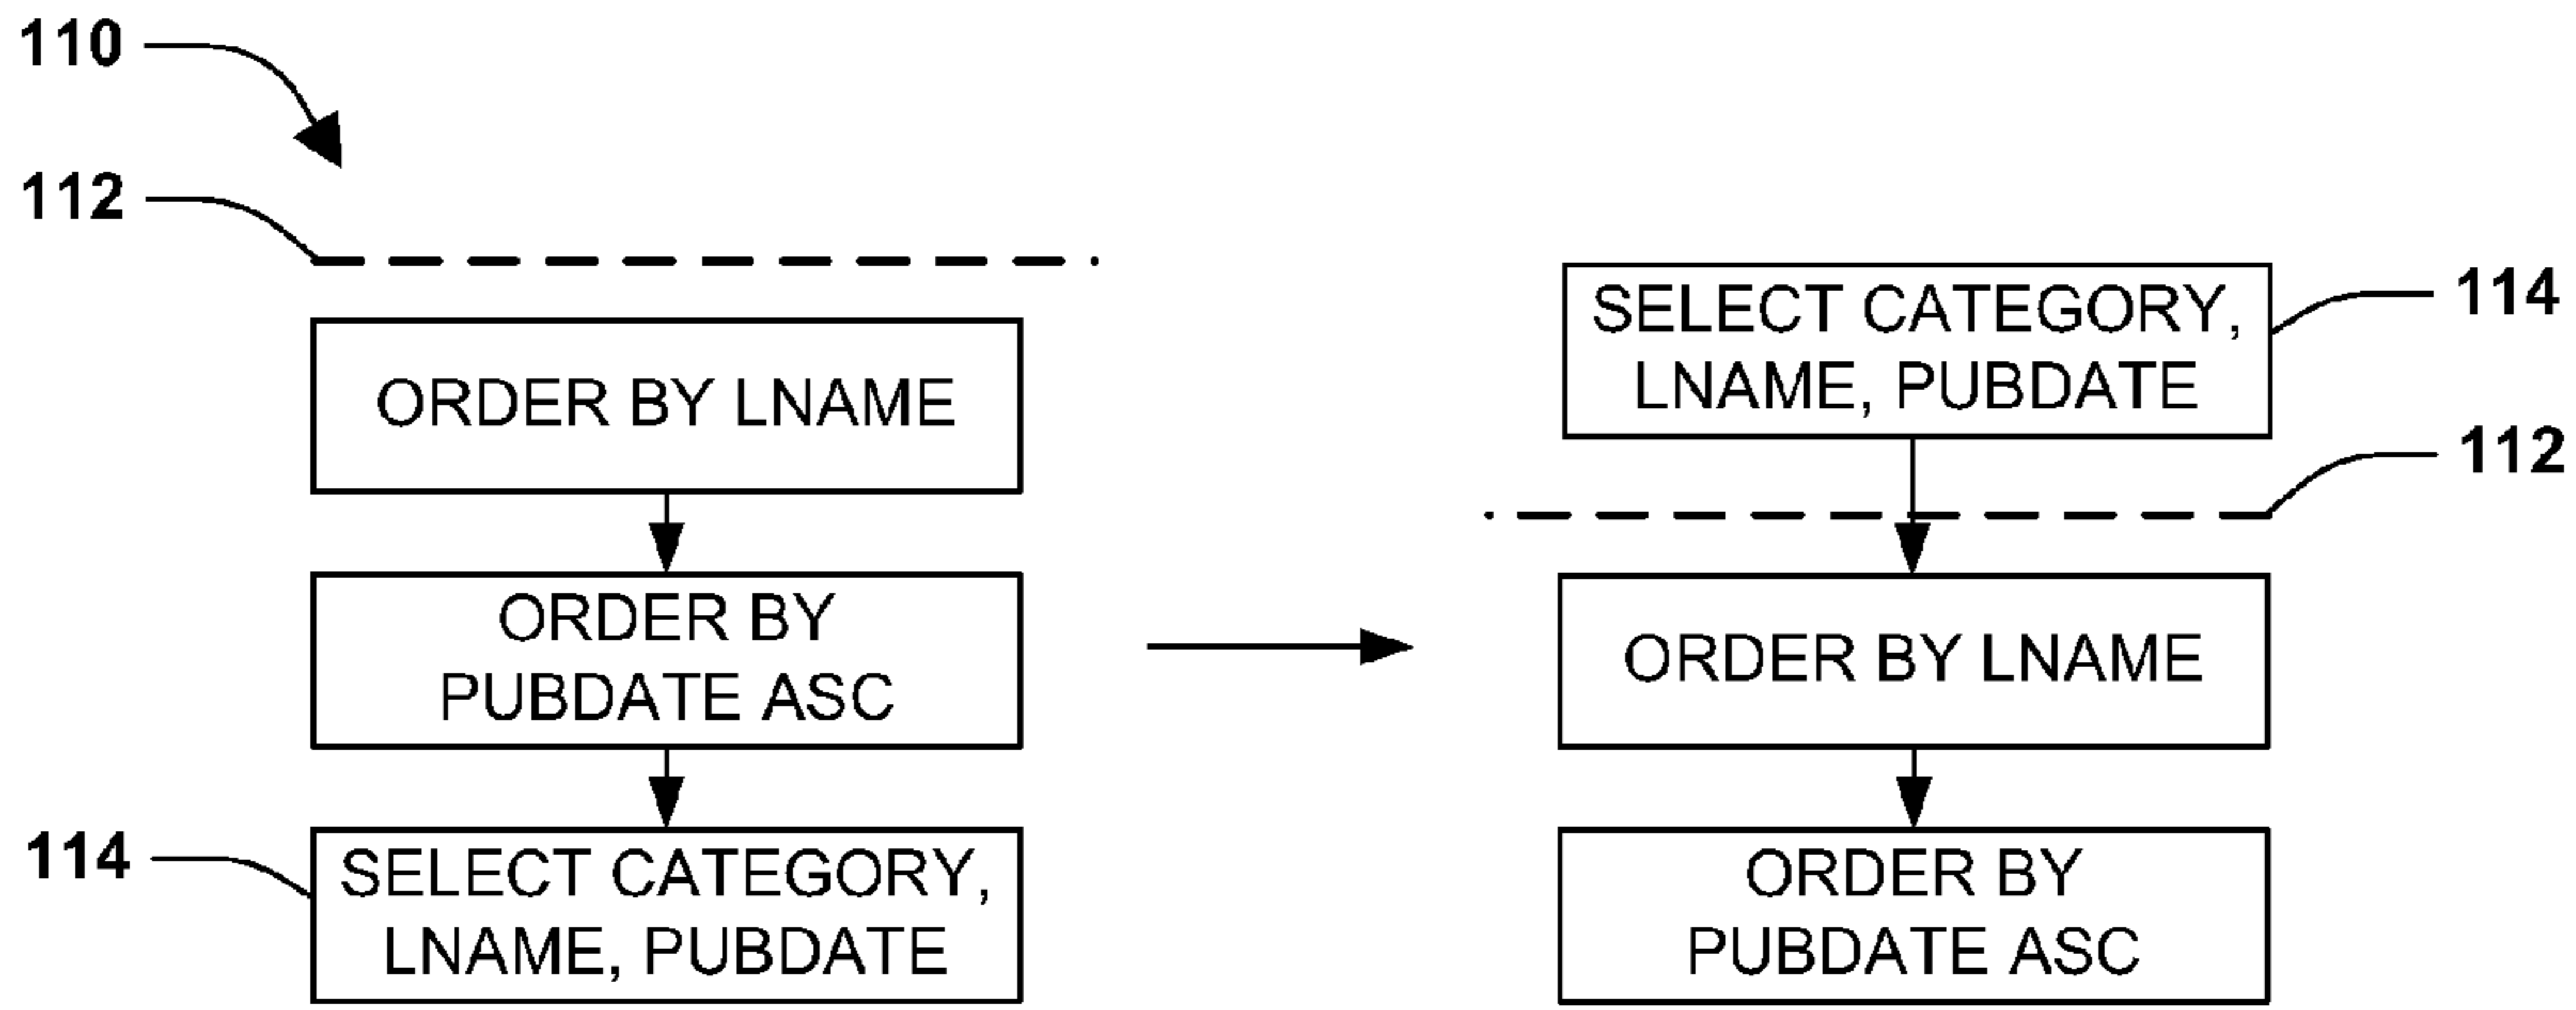 110
112
ORDER BY LNAME
ORDER BY
PUBDATE ASC
114
SELECT CATEGORY,
LNAME, PUBDATE
SELECT CATEGORY,
LNAME, PUBDATE
114
112
ORDER BY LNAME
ORDER BY
PUBDATE ASC